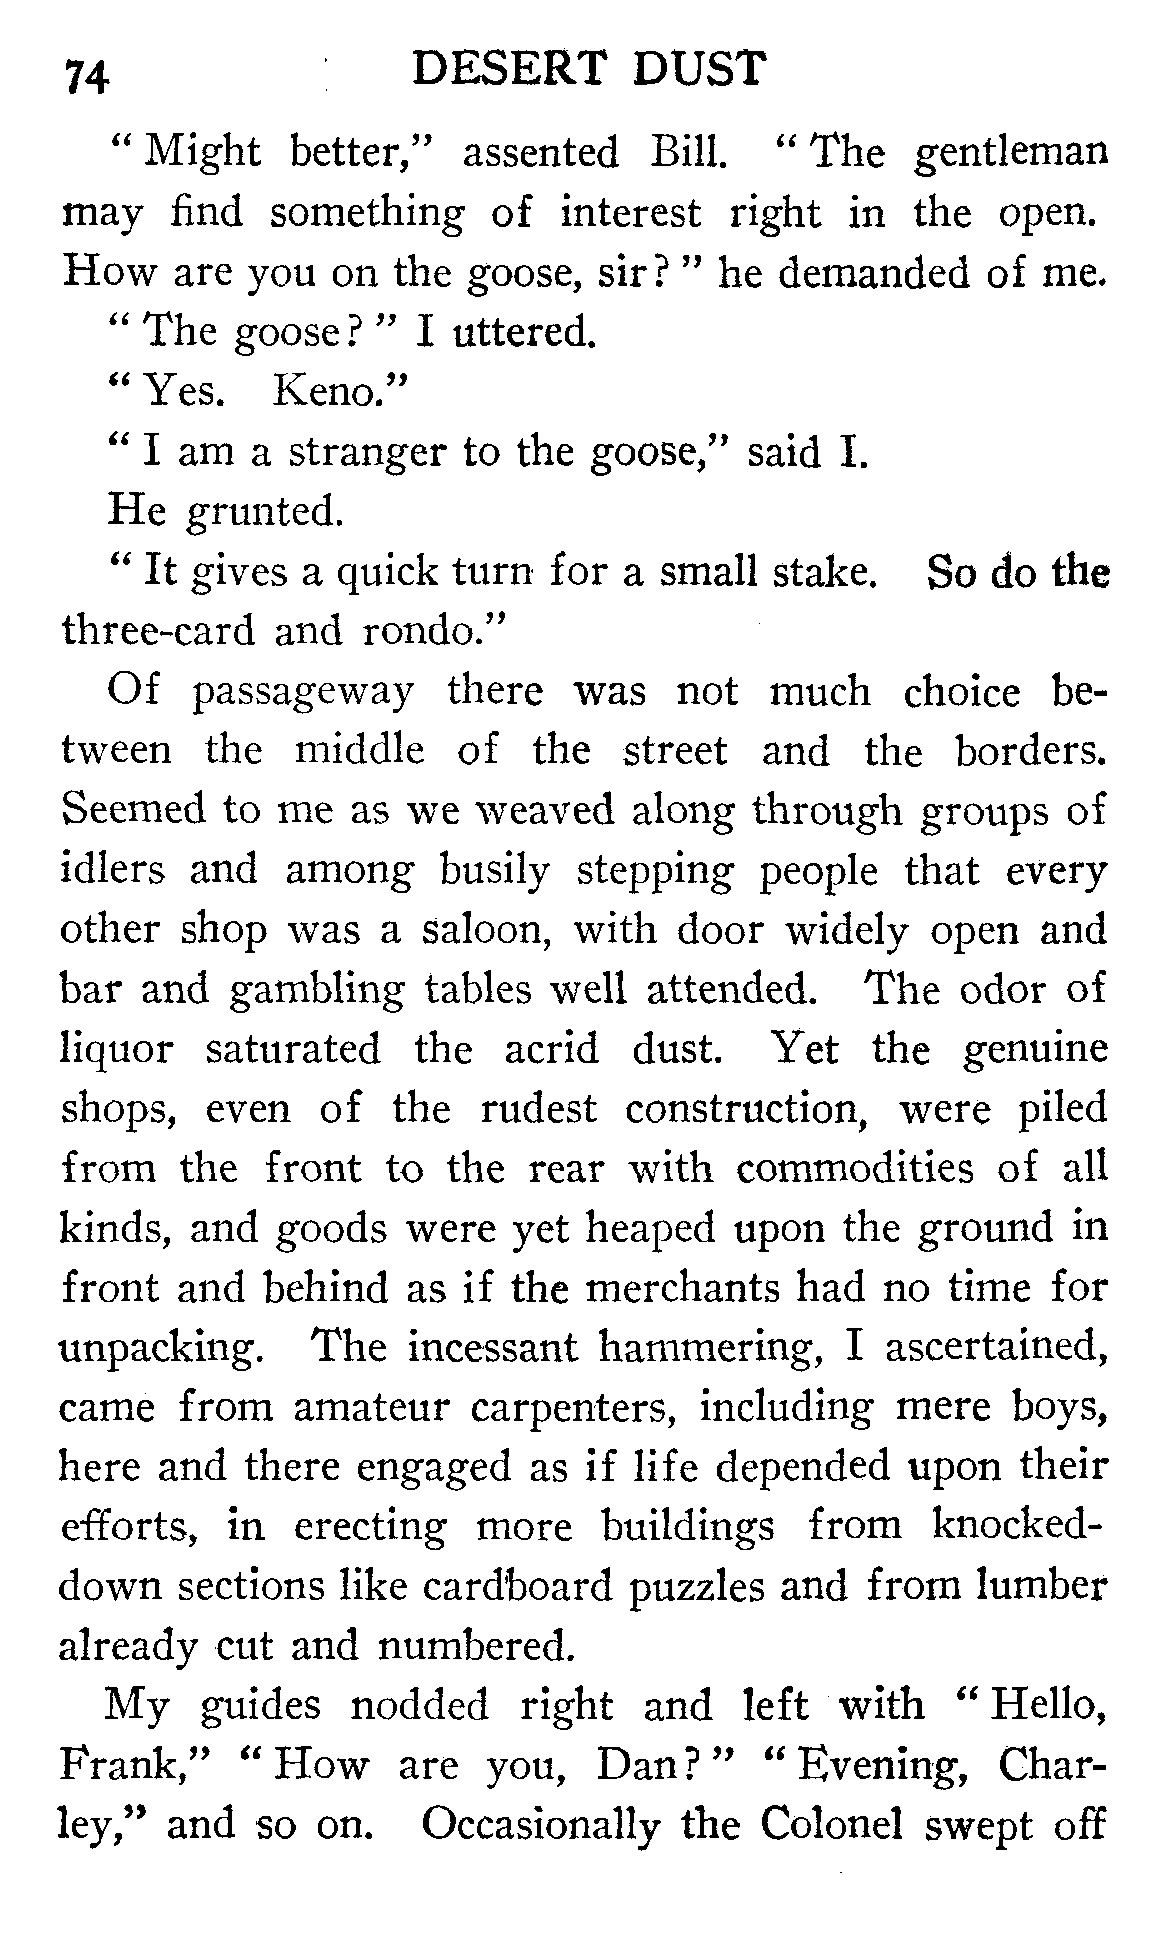 74 DESERT DUST
“ Might better,” assented Bill. “ The gentleman
may find something of interest right in the open.
How are you on the goose, sir? ” he demanded of me.
“ The goose? ” I uttered.
“ Yes. Keno.”
“ I am a stranger to the goose,” said I.
He grunted.
“ It gives a quick turn for a small stake. So do the
three-card and rondo.”
Of passageway there was not much choice be-
tween the middle of the street and the borders.
Seemed to me as we weaved along through groups of
idlers and among busily stepping people that every
other shop was a saloon, with door widely open and
bar and gambling tables well attended. The odor of
liquor saturated the acrid dust. Yet the genuine
shops, even of the rudest construction, were piled
from the front to the rear with commodities of all
kinds, and goods were yet heaped upon the ground in
front and behind as if the merchants had no time for
unpacking. The incessant hammering, I ascertained,
came from amateur carpenters, including mere boys,
here and there engaged as if life depended upon their
efforts, in erecting more buildings from knocked-
down sections like cardboard puzzles and from lumber
already cut and numbered.
My guides nodded right and left with “ Hello,
Frank,” “ How are you, Dan? ” “ Evening, Char-
ley,” and so on. Occasionally the Colonel swept off